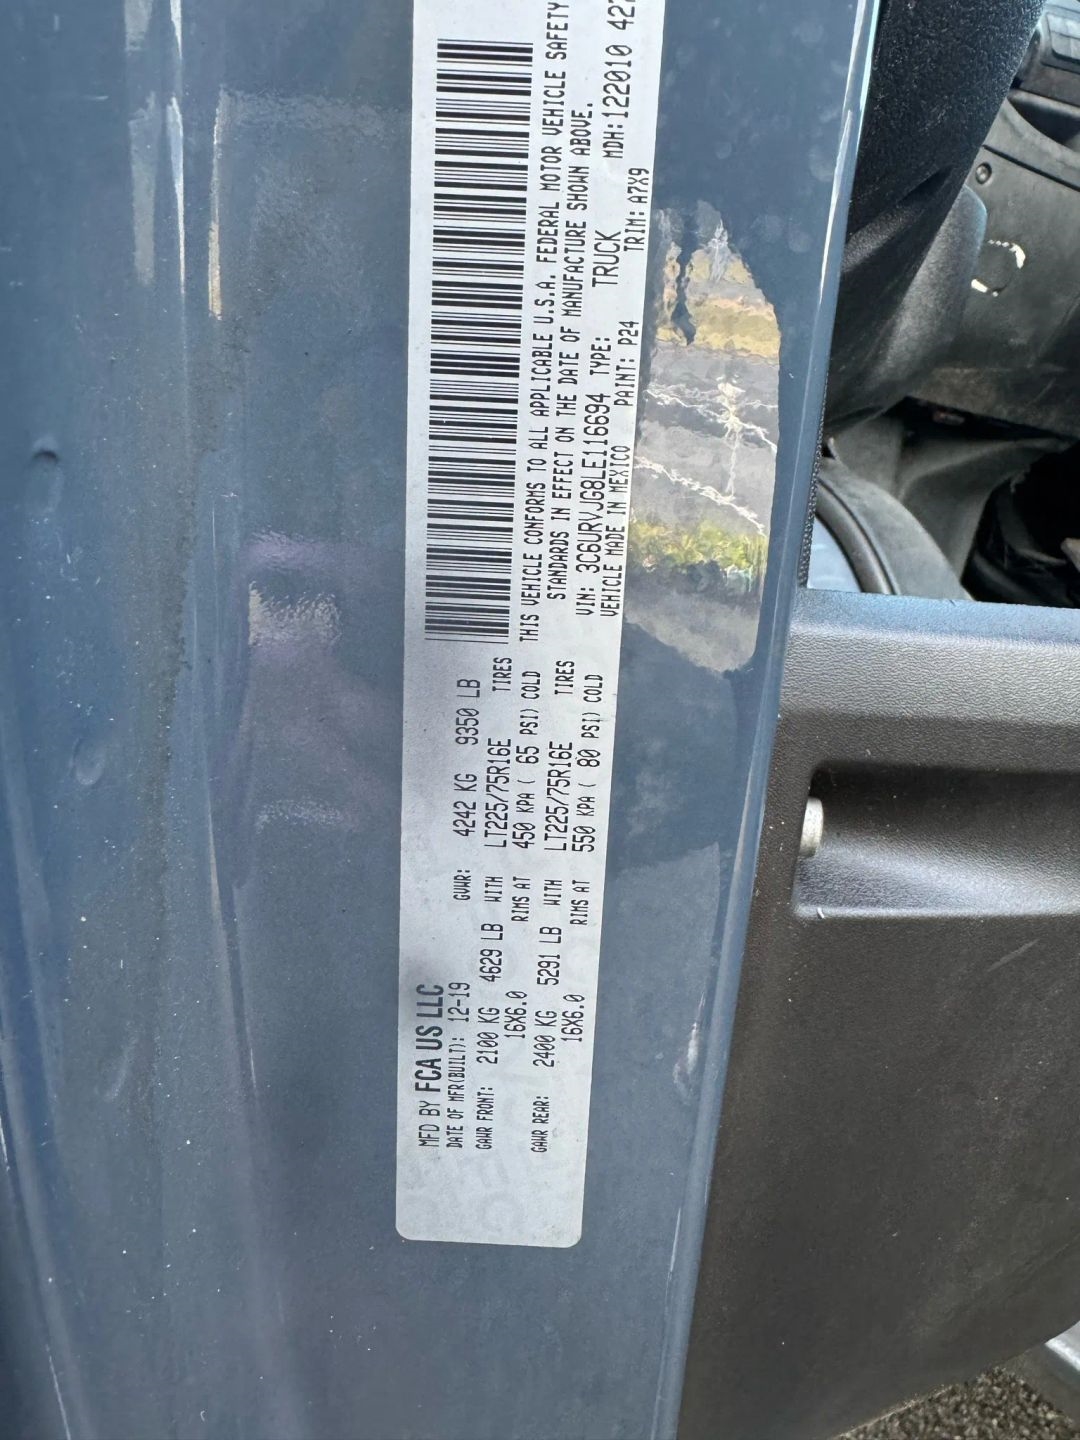 MFD BY FCA US LLC
DATE OF MFR(BUILT): 12-19 GVWR: 4242 KG 9350 LB
GAWR FRONT: 2100 KG 4629 LB WITH LT225/75R16E TIRES
16X6.0 RIMS AT 450 KPA ( 65 PSI) COLD
GAWR REAR: 2400 KG 5291 LB WITH LT225/75R16E TIRES
16X6.0 RIMS AT 550 KPA ( 80 PSI) COLD
THIS VEHICLE CONFORMS TO ALL APPLICABLE U.S.A. FEDERAL MOTOR VEHICLE SAFETY
STANDARDS IN EFFECT ON THE DATE OF MANUFACTURE SHOWN ABOVE.
VIN: 3C6URVJG8LE116694 TYPE: TRUCK MDH:122010 427
VEHICLE MADE IN MEXICO PAINT: P24 TRIM: A7X9